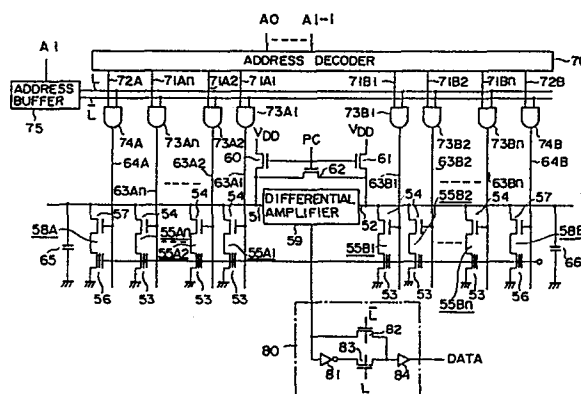 A0 A1-1
A1
ADDRESS DECODER
70
72A 71An 71A2 71A1 71B1 71B2 71Bn 72B
ADDRESS BUFFER
75
L
L
74A 73An 73A2 73A1 73B1 73B2 73Bn 74B
VDD PC VDD
64A 63A2 60 61 63B2 64B
62
63An 63A1 63B1 63Bn
57 54 54 54 51 DIFFERENTIAL AMPLIFIER 52 54 54 55B2 54 57
58A 55An 59 58B
65 55A2 55A1 55B1 66
56 53 53 53 53 53 53 56
55Bn
80 82
83
81 84 DATA